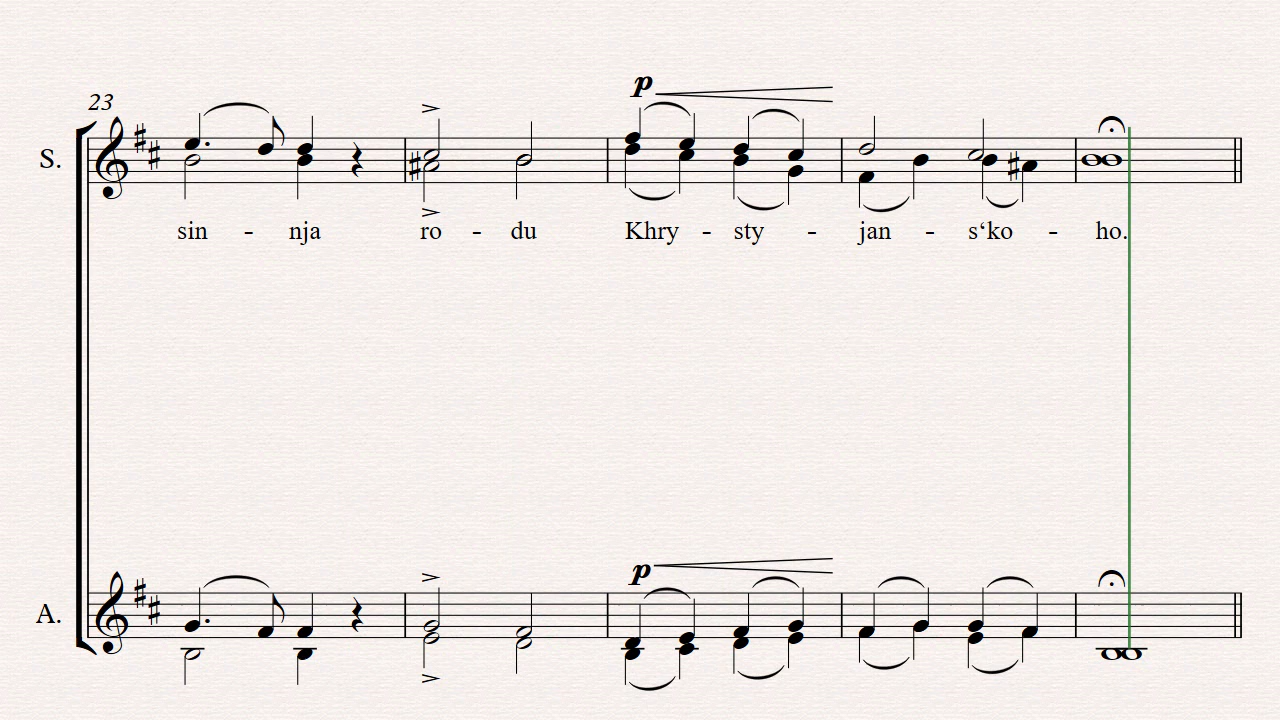 23
p
S.
sin - nja ro - du Khry - sty - jan - s‘ko - ho.
p
A.